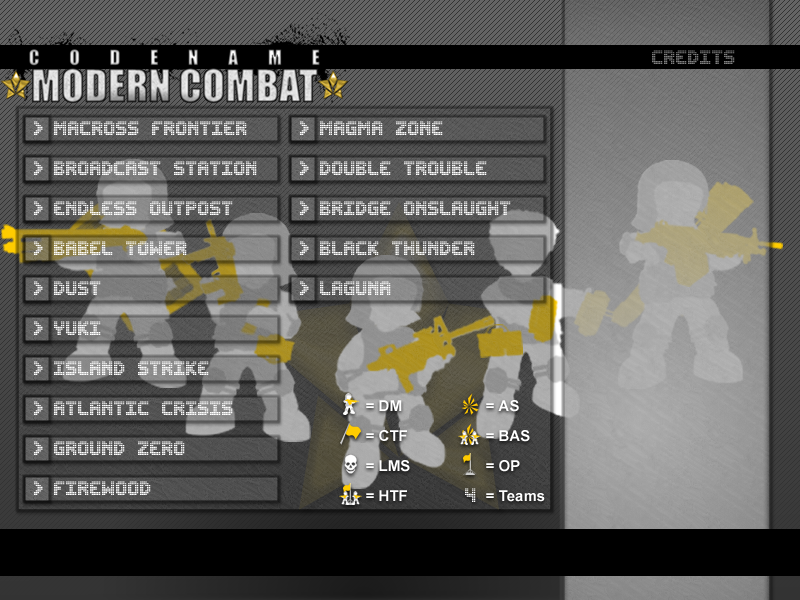 CODENAME
MODERN COMBAT
CREDITS
> MACROSS FRONTIER
> BROADCAST STATION
> ENDLESS OUTPOST
> BABEL TOWER
> DUST
> YUKI
> ISLAND STRIKE
> ATLANTIC CRISIS
> GROUND ZERO
> FIREWOOD
> MAGMA ZONE
> DOUBLE TROUBLE
> BRIDGE ONSLAUGHT
> BLACK THUNDER
> LAGUNA
= DM
= CTF
= LMS
= HTF
= AS
= BAS
= OP
4 = Teams